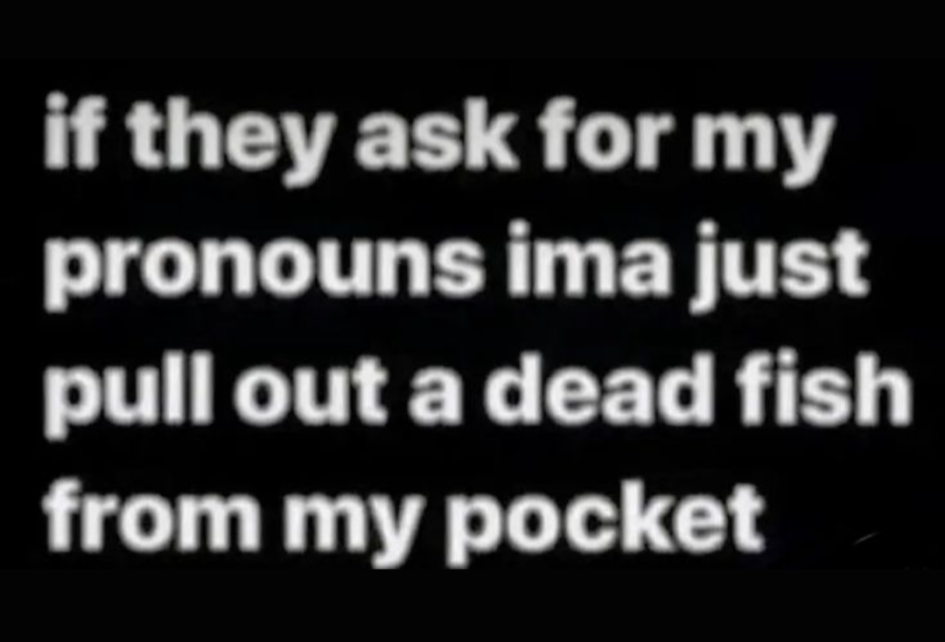 if they ask for my
pronouns ima just
pull out a dead fish
from my pocket